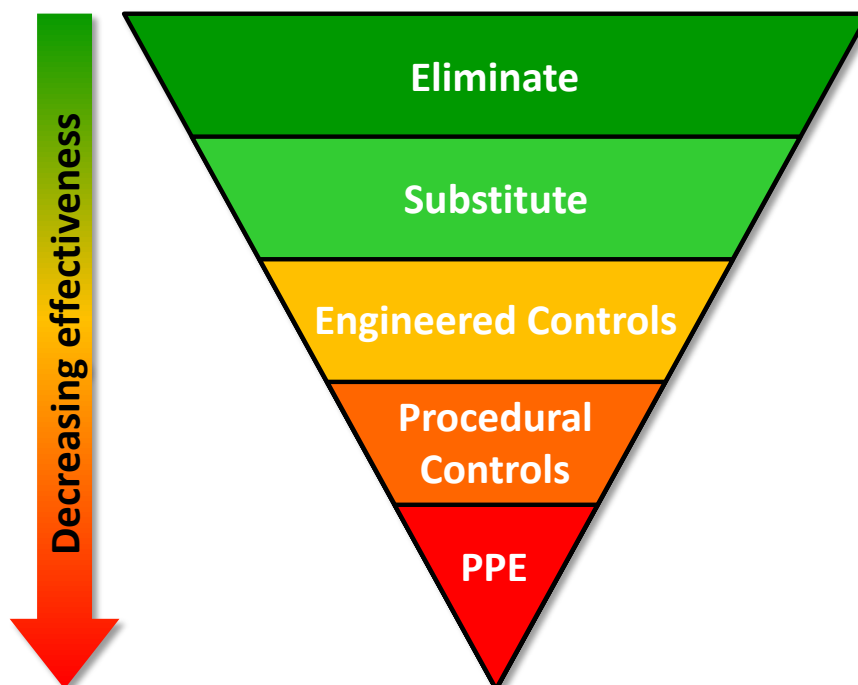 Decreasing effectiveness
Eliminate
Substitute
Engineered Controls
Procedural
Controls
PPE